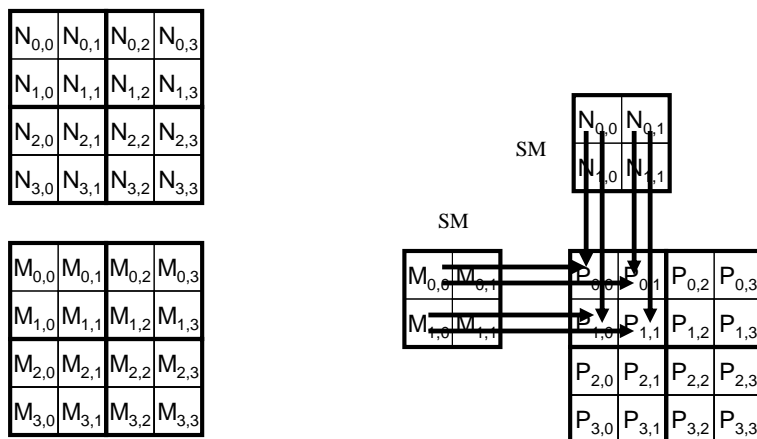 N0,0 N0,1 N0,2 N0,3
N1,0 N1,1 N1,2 N1,3
N2,0 N2,1 N2,2 N2,3
N3,0 N3,1 N3,2 N3,3
N0,0 N0,1
SM
N1,0 N1,1
SM
M0,0 M0,1 M0,2 M0,3
M1,0 M1,1 M1,2 M1,3
M2,0 M2,1 M2,2 M2,3
M3,0 M3,1 M3,2 M3,3
M0,0 M0,1
M1,0 M1,1
P0,0 P0,1 P0,2 P0,3
P1,0 P1,1 P1,2 P1,3
P2,0 P2,1 P2,2 P2,3
P3,0 P3,1 P3,2 P3,3